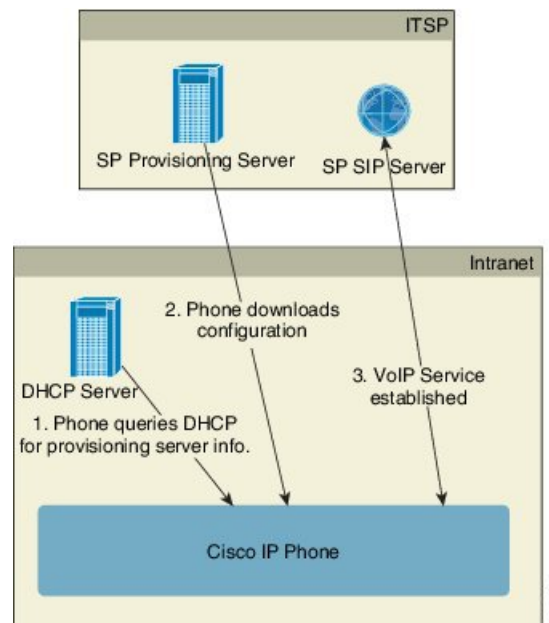 ITSP
SP Provisioning Server
SP SIP Server
Intranet
2. Phone downloads
configuration
DHCP Server
3. VoIP Service
established
1. Phone queries DHCP
for provisioning server info.
Cisco IP Phone